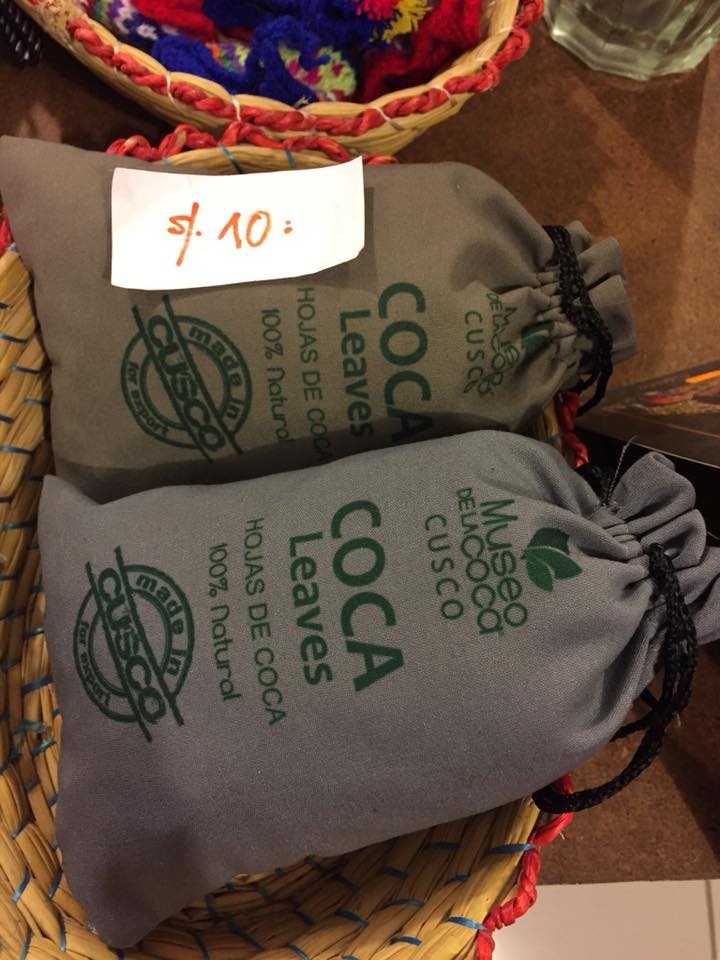 s/. 10:
MUSEO
DE LA COCA
CUSCO
COCA
Leaves
HOJAS DE COCA
100% Natural
made in
CUSCO
for export
Museo
DE LA COCA
CUSCO
COCA
Leaves
HOJAS DE COCA
100% Natural
made in
CUSCO
for export